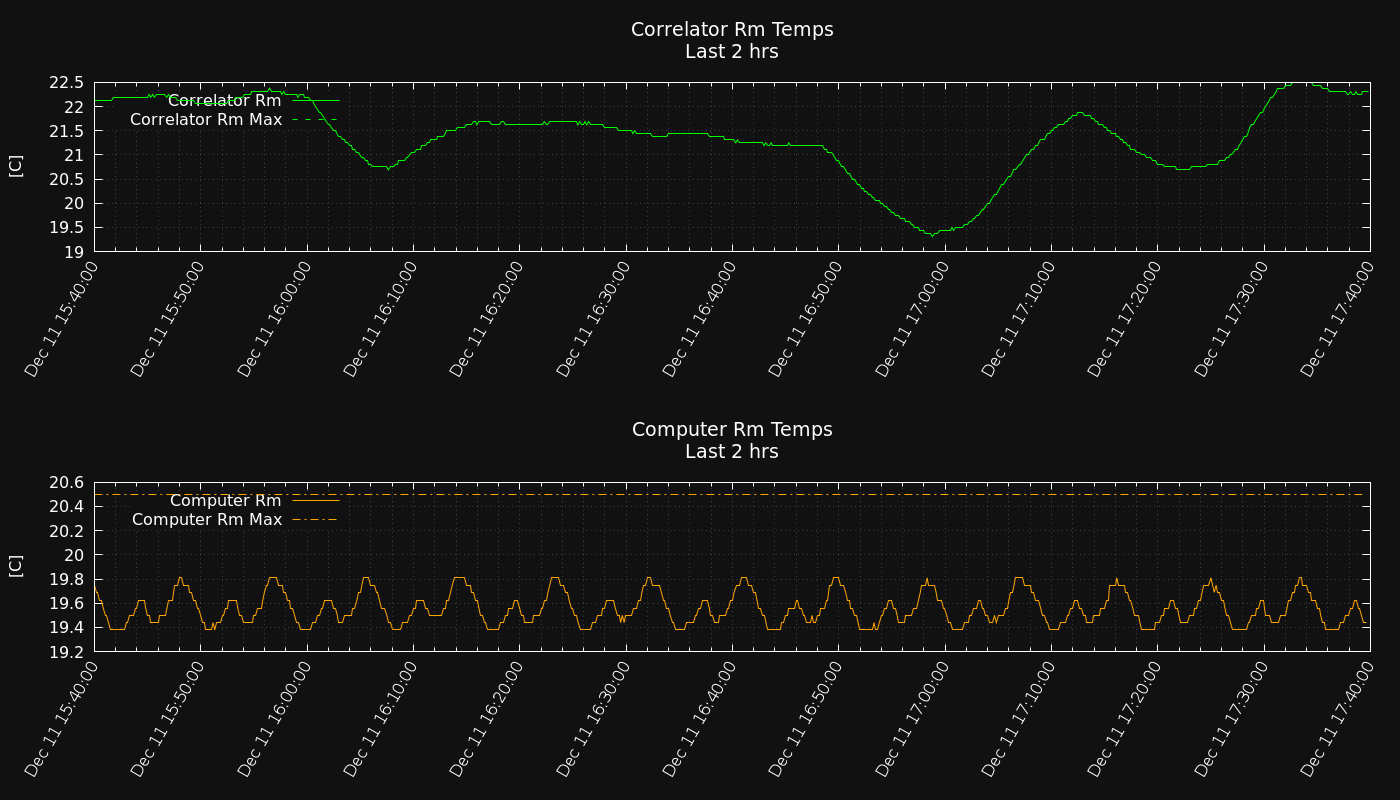 Correlator Rm Temps
Last 2 hrs
[C]
22.5
22
21.5
21
20.5
20
19.5
19
Correlator Rm
Correlator Rm Max
Dec 11 15:40:00
Dec 11 15:50:00
Dec 11 16:00:00
Dec 11 16:10:00
Dec 11 16:20:00
Dec 11 16:30:00
Dec 11 16:40:00
Dec 11 16:50:00
Dec 11 17:00:00
Dec 11 17:10:00
Dec 11 17:20:00
Dec 11 17:30:00
Dec 11 17:40:00
Computer Rm Temps
Last 2 hrs
[C]
20.6
20.4
20.2
20
19.8
19.6
19.4
19.2
Computer Rm
Computer Rm Max
Dec 11 15:40:00
Dec 11 15:50:00
Dec 11 16:00:00
Dec 11 16:10:00
Dec 11 16:20:00
Dec 11 16:30:00
Dec 11 16:40:00
Dec 11 16:50:00
Dec 11 17:00:00
Dec 11 17:10:00
Dec 11 17:20:00
Dec 11 17:30:00
Dec 11 17:40:00